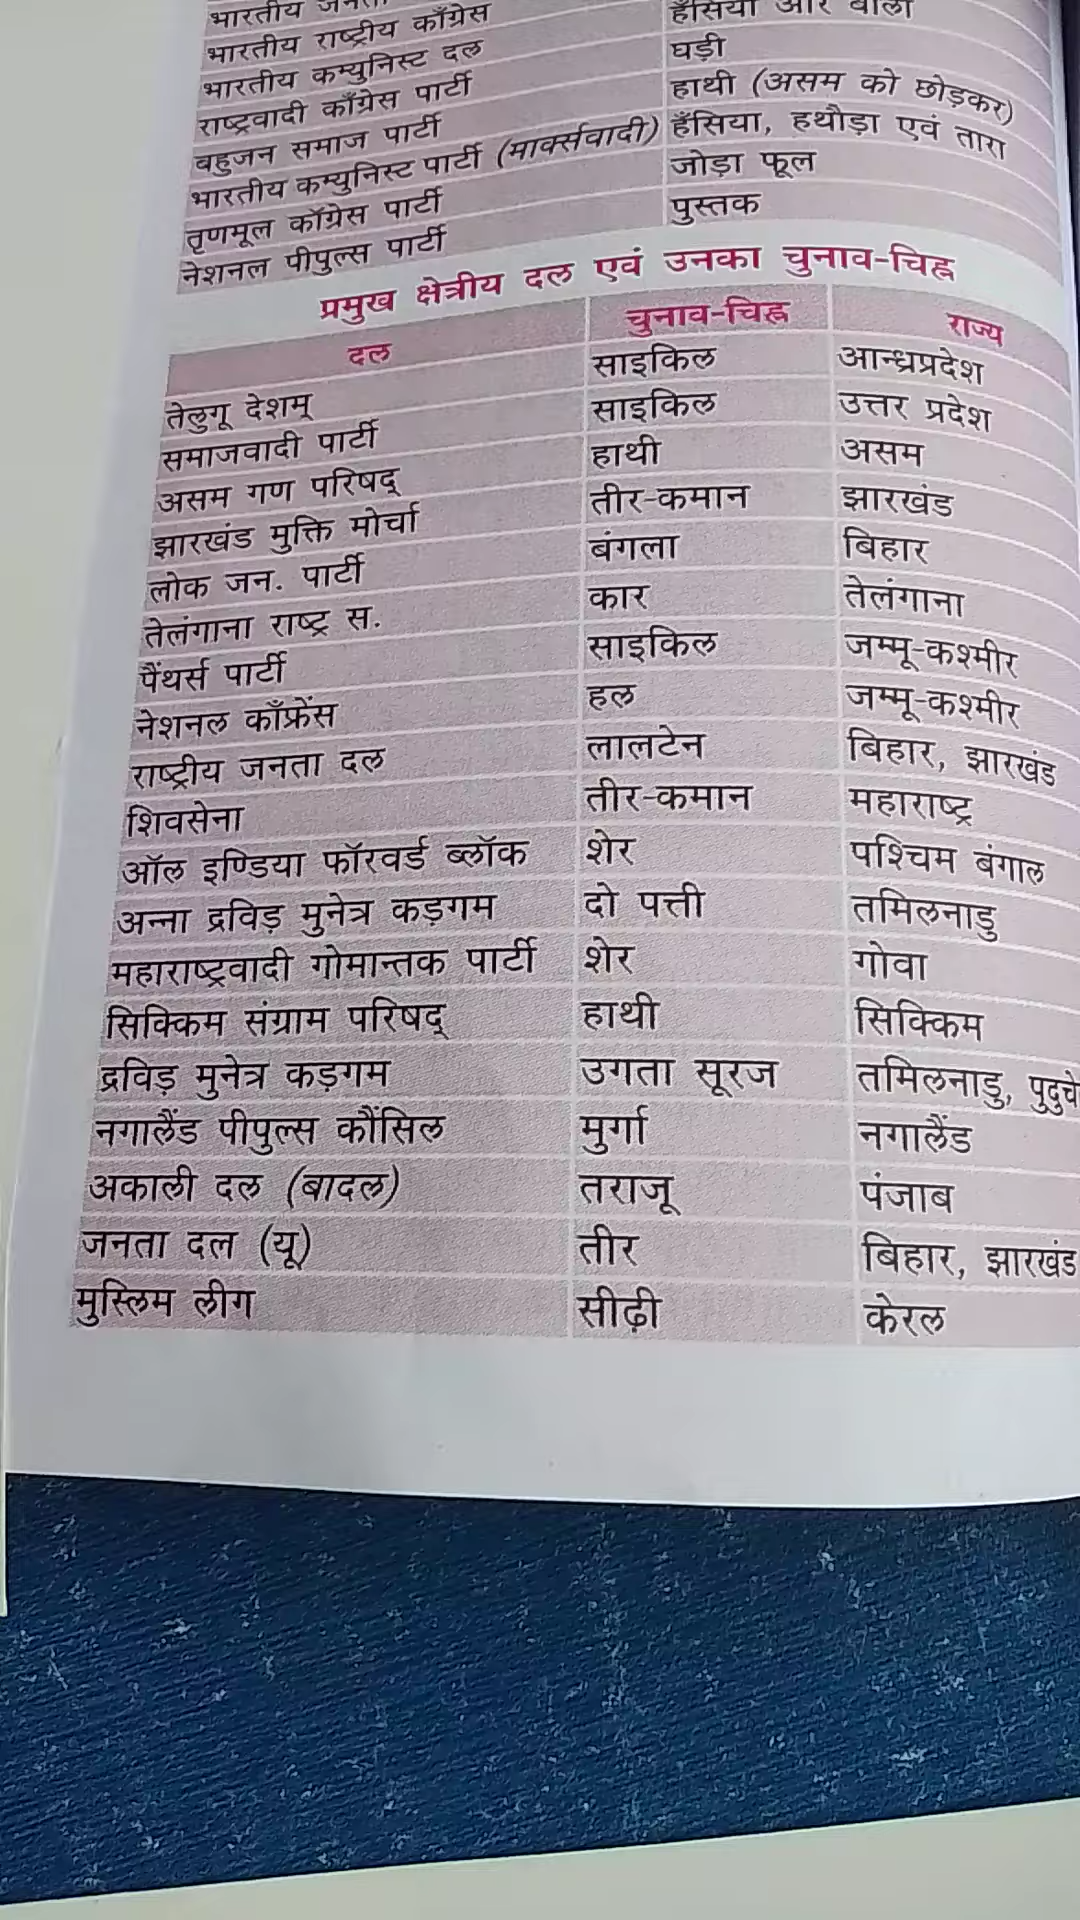 भारतीय
भारतीय राष्ट्रीय काँग्रेस हँसिया और बाली
भारतीय कम्युनिस्ट दल घड़ी
राष्ट्रवादी काँग्रेस पार्टी हाथी (असम को छोड़कर)
बहुजन समाज पार्टी हँसिया, हथौड़ा एवं तारा
भारतीय कम्युनिस्ट पार्टी (मार्क्सवादी) जोड़ा फूल
तृणमूल कॉंग्रेस पार्टी पुस्तक
नेशनल पीपुल्स पार्टी
प्रमुख क्षेत्रीय दल एवं उनका चुनाव-चिह्न
दल चुनाव-चिह्न राज्य
तेलुगू देशम् साइकिल आन्ध्रप्रदेश
समाजवादी पार्टी साइकिल उत्तर प्रदेश
असम गण परिषद् हाथी असम
झारखंड मुक्ति मोर्चा तीर-कमान झारखंड
लोक जन. पार्टी बंगला बिहार
तेलंगाना राष्ट्र स. कार तेलंगाना
पैंथर्स पार्टी साइकिल जम्मू-कश्मीर
नेशनल कॉंफ्रेंस हल जम्मू-कश्मीर
राष्ट्रीय जनता दल लालटेन बिहार, झारखंड
शिवसेना तीर-कमान महाराष्ट्र
ऑल इण्डिया फॉरवर्ड ब्लॉक शेर पश्चिम बंगाल
अन्ना द्रविड़ मुनेत्र कड़गम दो पत्ती तमिलनाडु
महाराष्ट्रवादी गोमान्तक पार्टी शेर गोवा
सिक्किम संग्राम परिषद् हाथी सिक्किम
द्रविड़ मुनेत्र कड़गम उगता सूरज तमिलनाडु, पुदुचे
नगालैंड पीपुल्स कौंसिल मुर्गा नगालैंड
अकाली दल (बादल) तराजू पंजाब
जनता दल (यू) तीर बिहार, झारखंड
मुस्लिम लीग सीढ़ी केरल